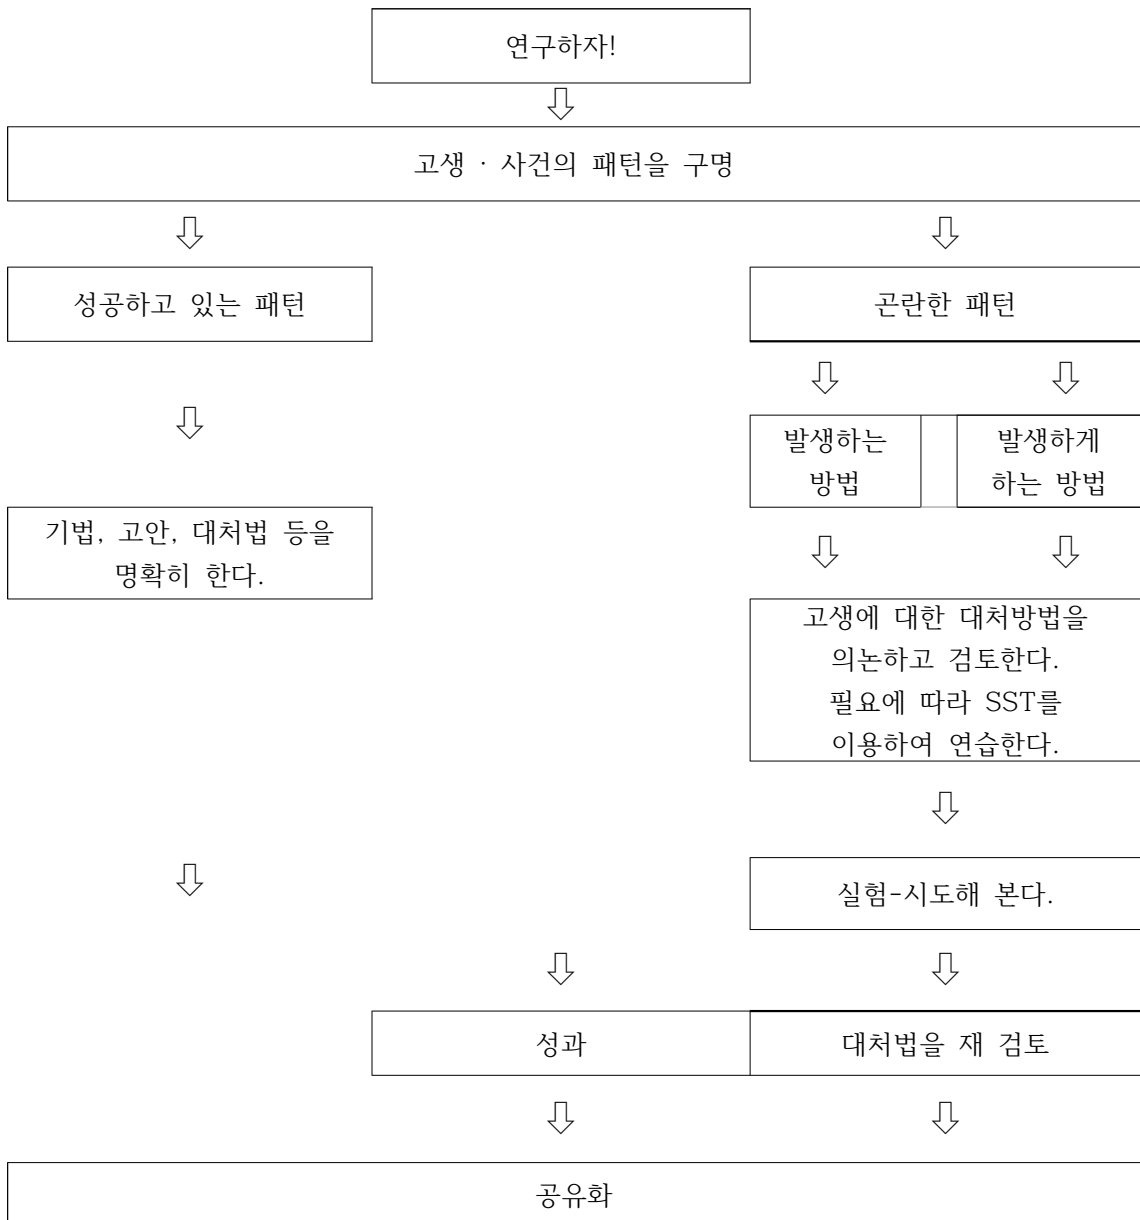 연구하자!
고생 · 사건의 패턴을 구명
성공하고 있는 패턴
곤란한 패턴
발생하는
방법
발생하게
하는 방법
기법, 고안, 대처법 등을
명확히 한다.
고생에 대한 대처방법을
의논하고 검토한다.
필요에 따라 SST를
이용하여 연습한다.
실험-시도해 본다.
성과
대처법을 재 검토
공유화